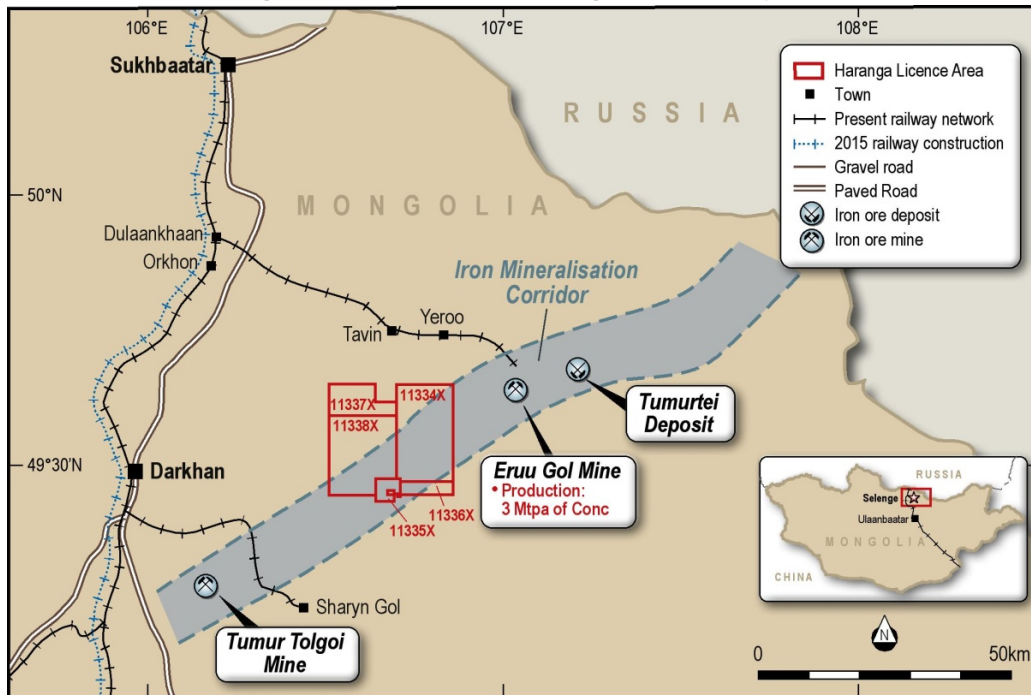 106°E
107°E
108°E
Sukhbaatar
RUSSIA
Haranga Licence Area
Town
Present railway network
2015 railway construction
Gravel road
Paved Road
Iron ore deposit
Iron ore mine
50°N
MONGOLIA
Dulaankhaan
Orkhon
Iron Mineralisation
Corridor
Tavin
Yeroo
11337X
11334X
11338X
Tumurtei
Deposit
49°30'N
Darkhan
Eruu Gol Mine
• Production:
3 Mtpa of Conc
11336X
11335X
RUSSIA
Selenge
Ulaanbaatar
MONGOLIA
CHINA
Sharyn Gol
Tumur Tolgoi
Mine
N
0
50km